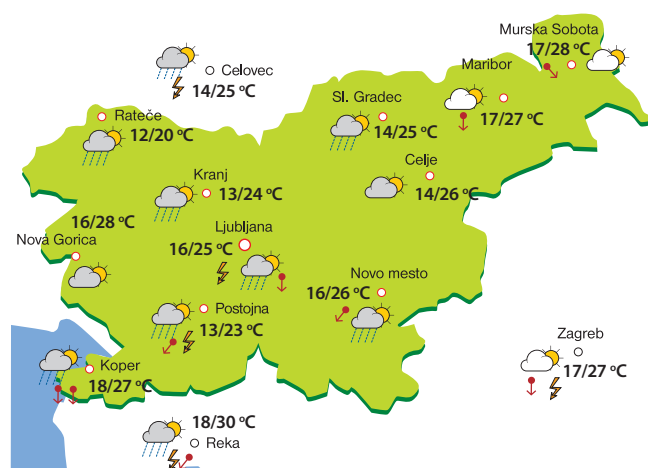 Murska Sobota
17/28 °C
Maribor
17/27 °C
Celovec
14/25 °C
Sl. Gradec
14/25 °C
Rateče
12/20 °C
Celje
14/26 °C
Kranj
13/24 °C
16/28 °C
Nova Gorica
Ljubljana
16/25 °C
Novo mesto
16/26 °C
Postojna
13/23 °C
Zagreb
17/27 °C
Koper
18/27 °C
18/30 °C
Reka